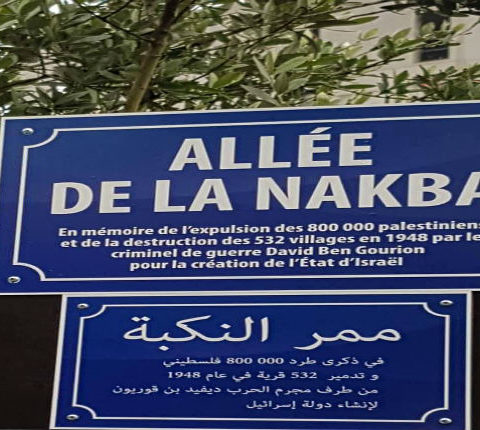 ALLÉE
DE LA NAKBA
En mémoire de l'expulsion des 800 000 palestiniens
et de la destruction des 532 villages en 1948 par le
criminel de guerre David Ben Gourion
pour la création de l'État d'Israël
ممر النكبة
في ذكرى طرد 000 800 فلسطيني
و تدمير 532 قرية في عام 1948
من طرف مجرم الحرب ديفيد بن قوريون
لإنشاء دولة إسرائيل